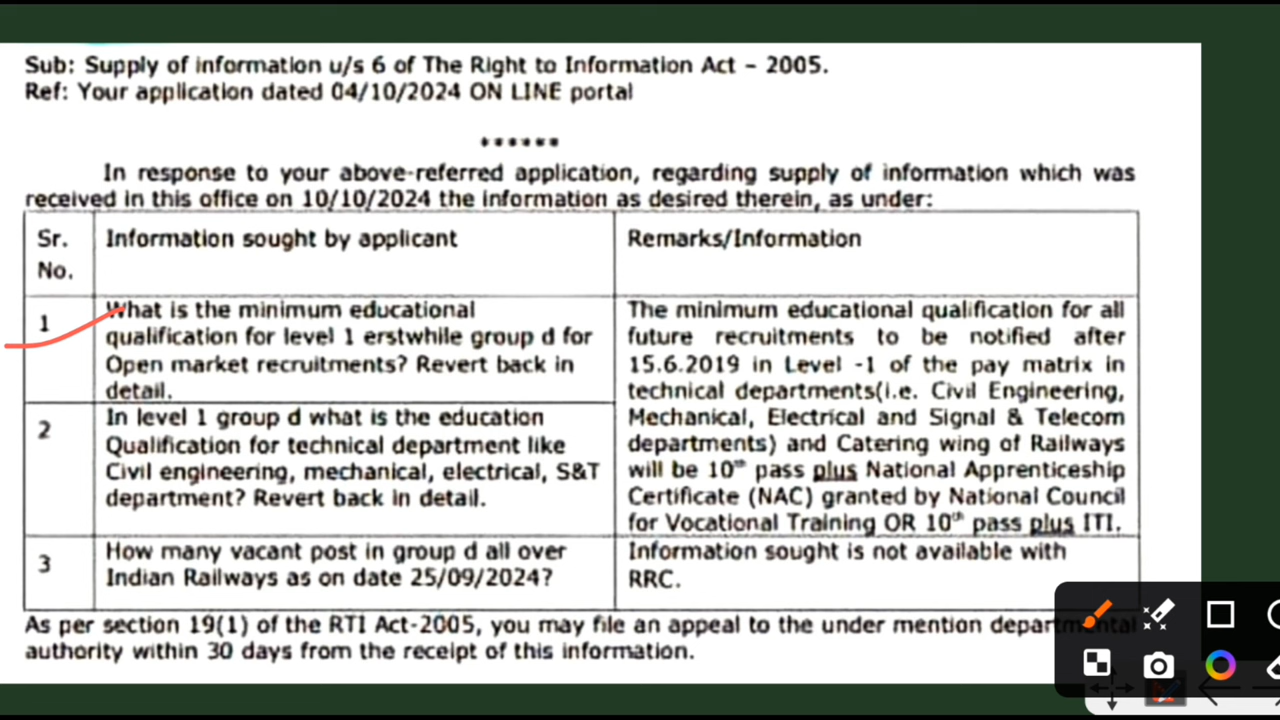 Sub: Supply of information u/s 6 of The Right to Information Act – 2005.
Ref: Your application dated 04/10/2024 ON LINE portal
******
In response to your above-referred application, regarding supply of information which was
received in this office on 10/10/2024 the information as desired therein, as under:
Sr.
No.
Information sought by applicant
Remarks/Information
1
What is the minimum educational
qualification for level 1 erstwhile group d for
Open market recruitments? Revert back in
detail.
2
In level 1 group d what is the education
Qualification for technical department like
Civil engineering, mechanical, electrical, S&T
department? Revert back in detail.
The minimum educational qualification for all
future recruitments to be notified after
15.6.2019 in Level -1 of the pay matrix in
technical departments(i.e. Civil Engineering,
Mechanical, Electrical and Signal & Telecom
departments) and Catering wing of Railways
will be 10th pass plus National Apprenticeship
Certificate (NAC) granted by National Council
for Vocational Training OR 10th pass plus ITI.
3
How many vacant post in group d all over
Indian Railways as on date 25/09/2024?
Information sought is not available with
RRC.
As per section 19(1) of the RTI Act-2005, you may file an appeal to the under mention departmental
authority within 30 days from the receipt of this information.